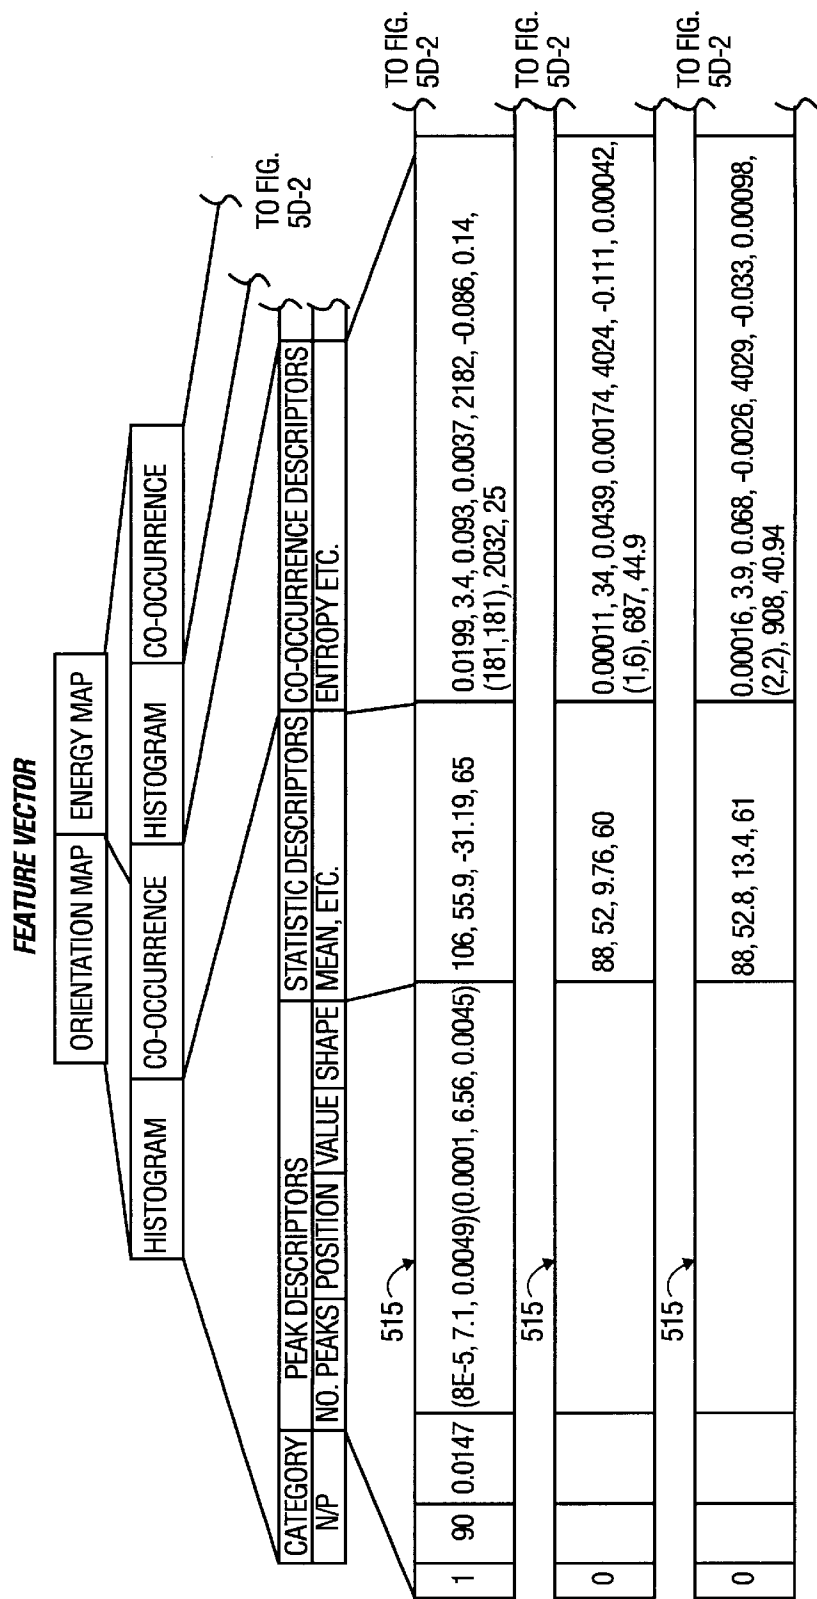 FEATURE VECTOR
ORIENTATION MAP ENERGY MAP
HISTOGRAM CO-OCCURRENCE HISTOGRAM CO-OCCURRENCE
TO FIG.
5D-2
CATEGORY PEAK DESCRIPTORS STATISTIC DESCRIPTORS CO-OCCURRENCE DESCRIPTORS
N/P NO. PEAKS POSITION VALUE SHAPE MEAN, ETC. ENTROPY ETC.
515
TO FIG.
5D-2
1 90 0.0147 (8E-5, 7.1, 0.0049)(0.0001, 6.56, 0.0045) 106, 55.9, -31.19, 65 0.0199, 3.4, 0.093, 0.0037, 2182, -0.086, 0.14,
(181,181), 2032, 25
515
TO FIG.
5D-2
0 88, 52, 9.76, 60 0.00011, 34, 0.0439, 0.00174, 4024, -0.111, 0.00042,
(1,6), 687, 44.9
515
TO FIG.
5D-2
0 88, 52.8, 13.4, 61 0.00016, 3.9, 0.068, -0.0026, 4029, -0.033, 0.00098,
(2,2), 908, 40.94